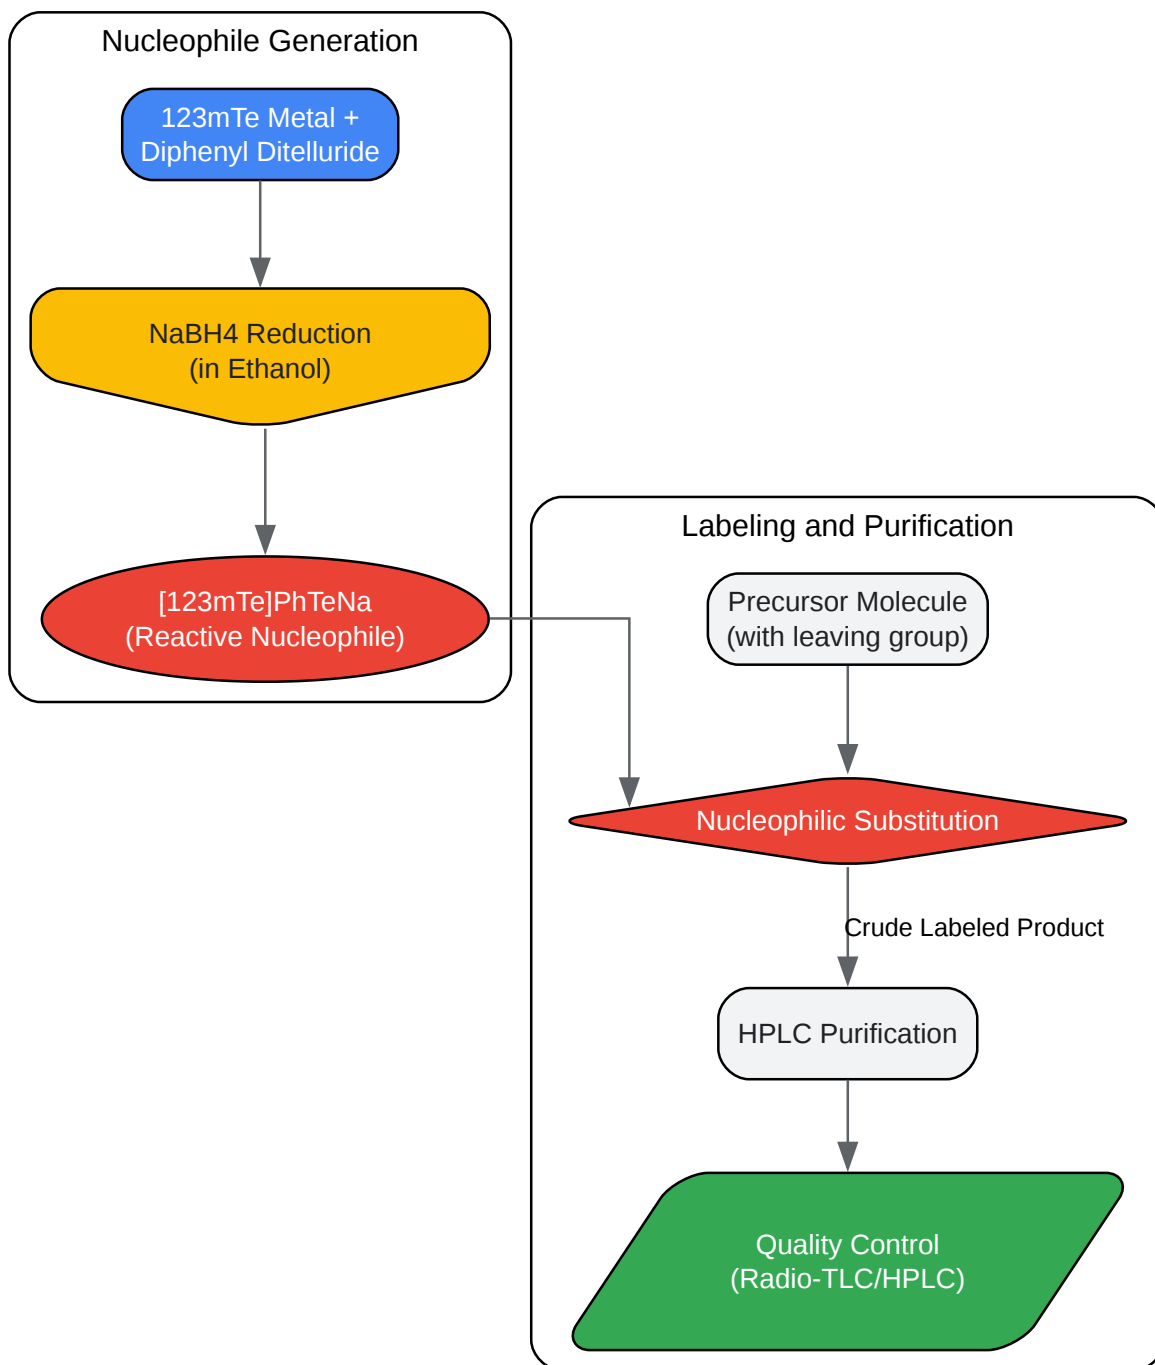 Nucleophile Generation
123mTe Metal +
Diphenyl Ditelluride
NaBH4 Reduction
(in Ethanol)
[123mTe]PhTeNa
(Reactive Nucleophile)
Labeling and Purification
Precursor Molecule
(with leaving group)
Nucleophilic Substitution
Crude Labeled Product
HPLC Purification
Quality Control
(Radio-TLC/HPLC)